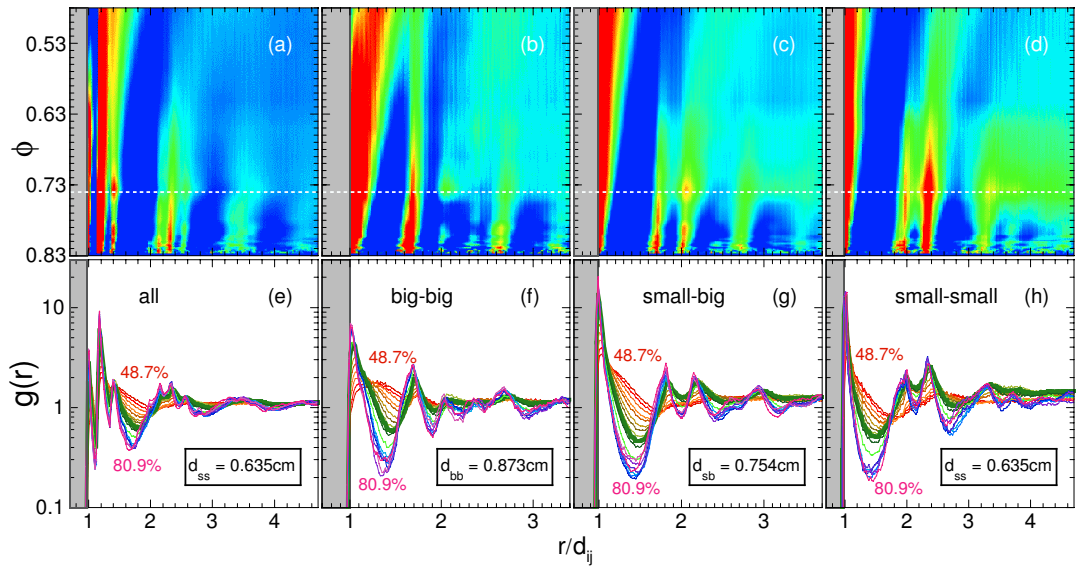 (a) (b) (c) (d)
0.53
0.63
0.73
0.83
ϕ
all (e) big-big (f) small-big (g) small-small (h)
48.7% 48.7% 48.7% 48.7%
80.9% 80.9% 80.9% 80.9%
d_ss = 0.635cm d_bb = 0.873cm d_sb = 0.754cm d_ss = 0.635cm
10
1
0.1
g(r)
1 2 3 4 1 2 3 1 2 3 1 2 3 4
r/d_ij